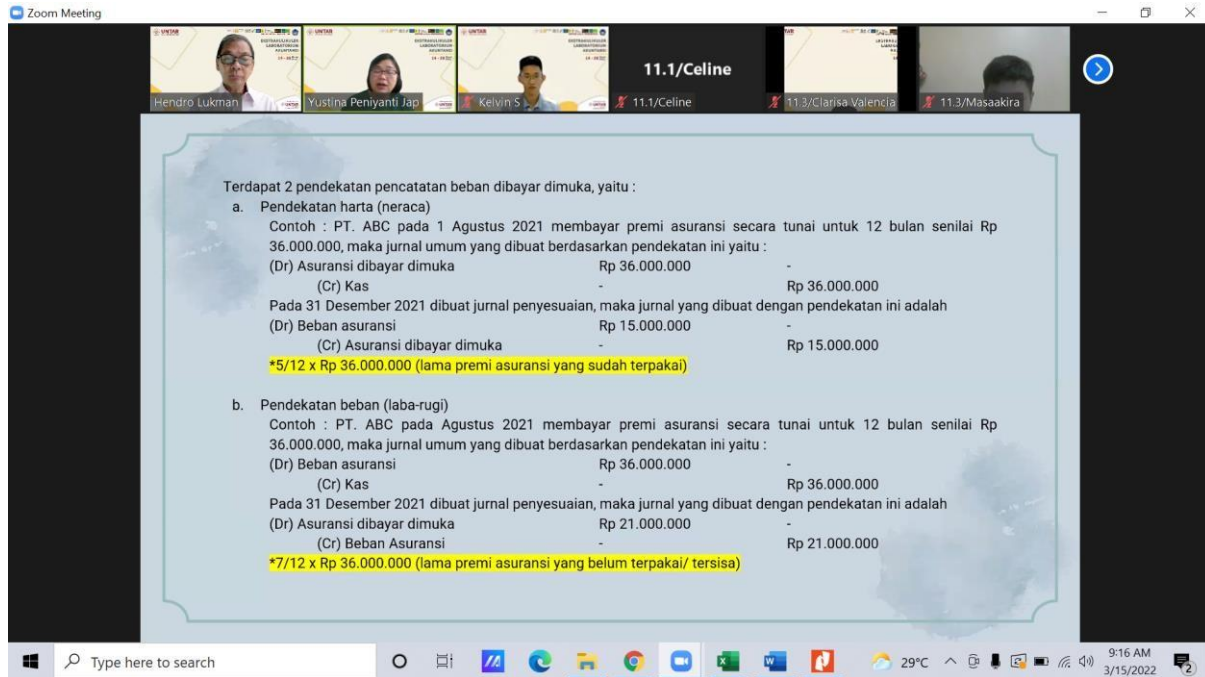 Zoom Meeting
UNTAR
UNTAR
UNTAR
11.1/Celine
Hendro Lukman
Yustina Peniyanti Jap
Kelvin S
11.1/Celine
11.3/Clarisa Valencia
11.3/Masaakira
Terdapat 2 pendekatan pencatatan beban dibayar dimuka, yaitu :
a. Pendekatan harta (neraca)
Contoh : PT. ABC pada 1 Agustus 2021 membayar premi asuransi secara tunai untuk 12 bulan senilai Rp
36.000.000, maka jurnal umum yang dibuat berdasarkan pendekatan ini yaitu :
(Dr) Asuransi dibayar dimuka Rp 36.000.000 -
(Cr) Kas - Rp 36.000.000
Pada 31 Desember 2021 dibuat jurnal penyesuaian, maka jurnal yang dibuat dengan pendekatan ini adalah
(Dr) Beban asuransi Rp 15.000.000 -
(Cr) Asuransi dibayar dimuka - Rp 15.000.000
*5/12 x Rp 36.000.000 (lama premi asuransi yang sudah terpakai)
b. Pendekatan beban (laba-rugi)
Contoh : PT. ABC pada Agustus 2021 membayar premi asuransi secara tunai untuk 12 bulan senilai Rp
36.000.000, maka jurnal umum yang dibuat berdasarkan pendekatan ini yaitu :
(Dr) Beban asuransi Rp 36.000.000 -
(Cr) Kas - Rp 36.000.000
Pada 31 Desember 2021 dibuat jurnal penyesuaian, maka jurnal yang dibuat dengan pendekatan ini adalah
(Dr) Asuransi dibayar dimuka Rp 21.000.000 -
(Cr) Beban Asuransi - Rp 21.000.000
*7/12 x Rp 36.000.000 (lama premi asuransi yang belum terpakai/ tersisa)
Type here to search
29°C
9:16 AM
3/15/2022
2